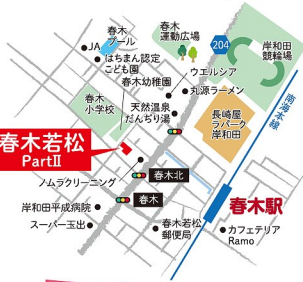 春木
プール
春木
運動広場
204
岸和田
競輪場
JA
はちまん認定
こども園
ウエルシア
春木幼稚園
丸源ラーメン
南海本線
春木
小学校
天然温泉
だんぢり湯
長崎屋
ラパーク
岸和田
春木若松
PartⅡ
ノムラクリーニング
春木北
春木
春木駅
岸和田平成病院
スーパー玉出
春木若松
郵便局
カフェテリア
Ramo